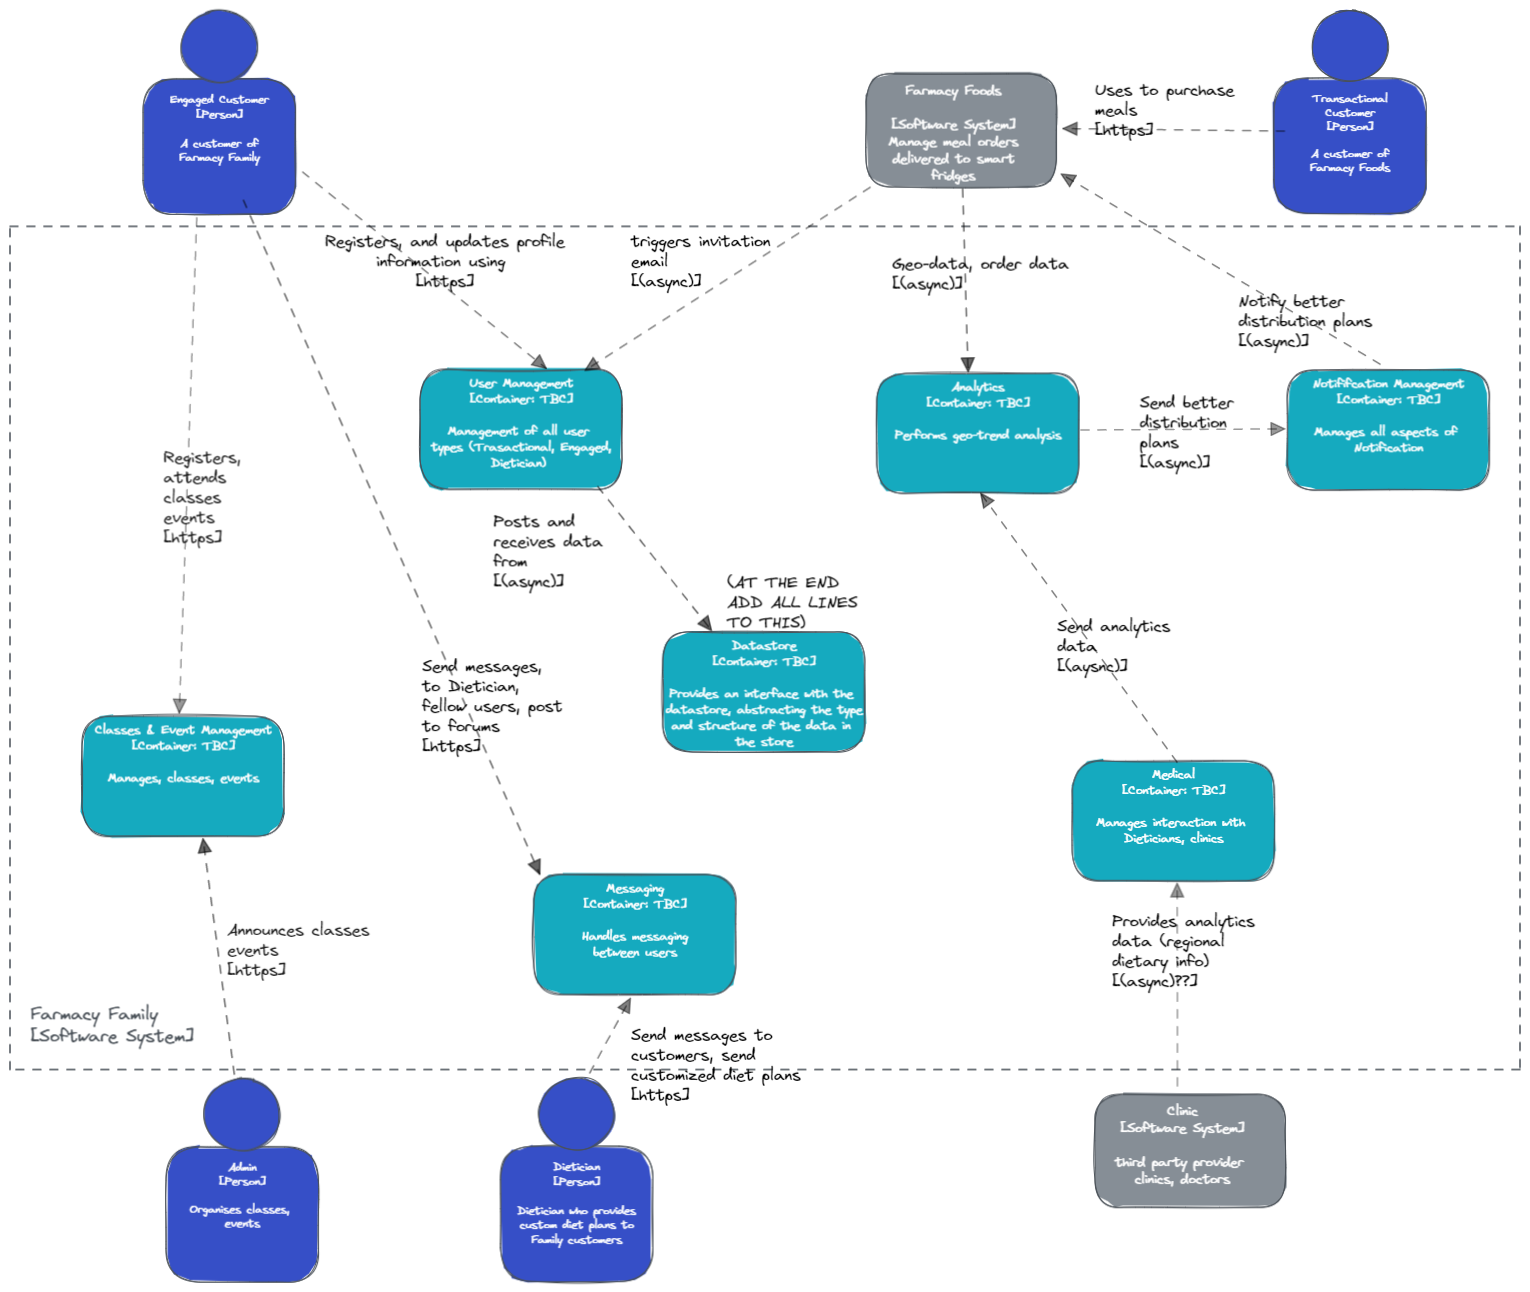 Engaged Customer
[Person]
A customer of
Farmacy Family
Farmacy Foods
[Software System]
Manage meal orders
delivered to smart
fridges
Uses to purchase
meals
[https]
Transactional
Customer
[Person]
A customer of
Farmacy Foods
Registers, and updates profile
information using
[https]
triggers invitation
email
[(async)]
Geo-data, order data
[(async)]
Notify better
distribution plans
[(async)]
User Management
[Container: TBC]
Management of all user
types (Trasactional, Engaged,
Dietician)
Analytics
[Container: TBC]
Performs geo-trend analysis
Send better
distribution
plans
[(async)]
Notififcation Management
[Container: TBC]
Manages all aspects of
Notification
Registers,
attends
classes
events
[https]
Posts and
receives data
from
[(async)]
(AT THE END
ADD ALL LINES
TO THIS)
Datastore
[Container: TBC]
Provides an interface wtih the
datastore, abstracting the type
and structure of the data in
the store
Send analytics
data
[(aysnc)]
Send messages,
to Dietician,
fellow users, post
to forums
[https]
Classes & Event Management
[Container: TBC]
Manages, classes, events
Medical
[Container: TBC]
Manages interaction with
Dieticians, clinics
Messaging
[Container: TBC]
Handles messaging
between users
Announces classes
events
[https]
Provides analytics
data (regional
dietary info)
[(async)??]
Farmacy Family
[Software System]
Send messages to
customers, send
customized diet plans
[https]
Admin
[Person]
Organises classes,
events
Dietician
[Person]
Dietician who provides
custom diet plans to
Family customers
Clinic
[Software System]
third party provider
clinics, doctors